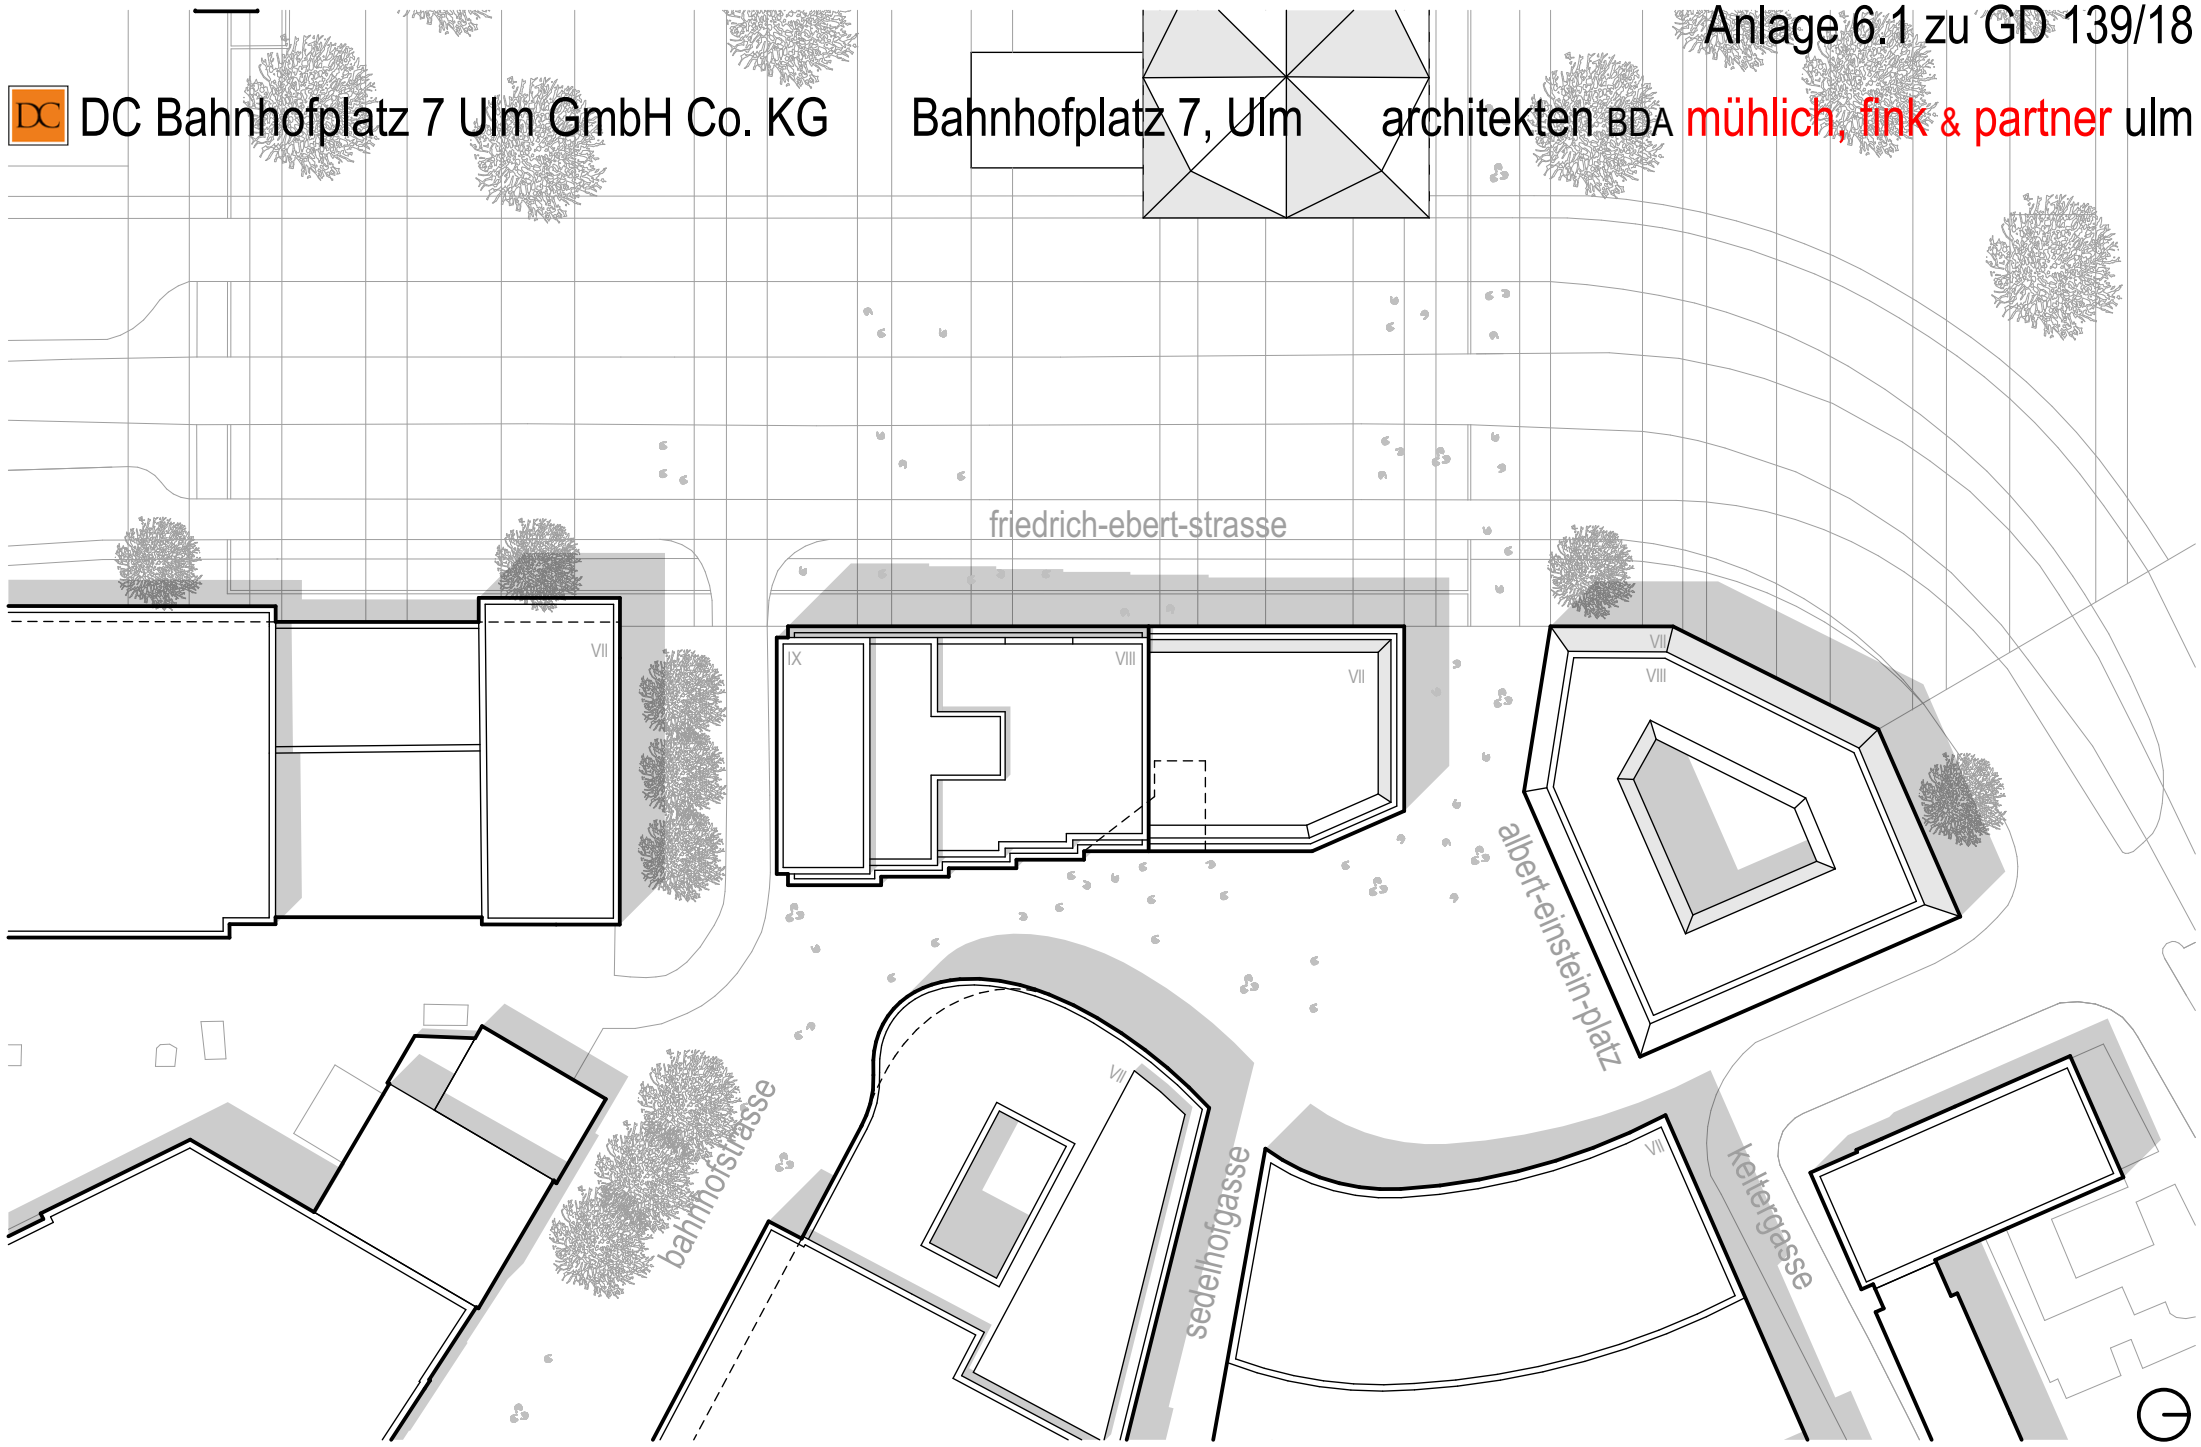 Anlage 6.1 zu GD 139/18
DC DC Bahnhofplatz 7 Ulm GmbH Co. KG Bahnhofplatz 7, Ulm architekten BDA mühlich, fink & partner ulm
friedrich-ebert-strasse
VII
IX
VIII
VII
VII
VIII
albert-einstein-platz
VII
bahnhofstrasse
sedelhofgasse
VII
keltergasse